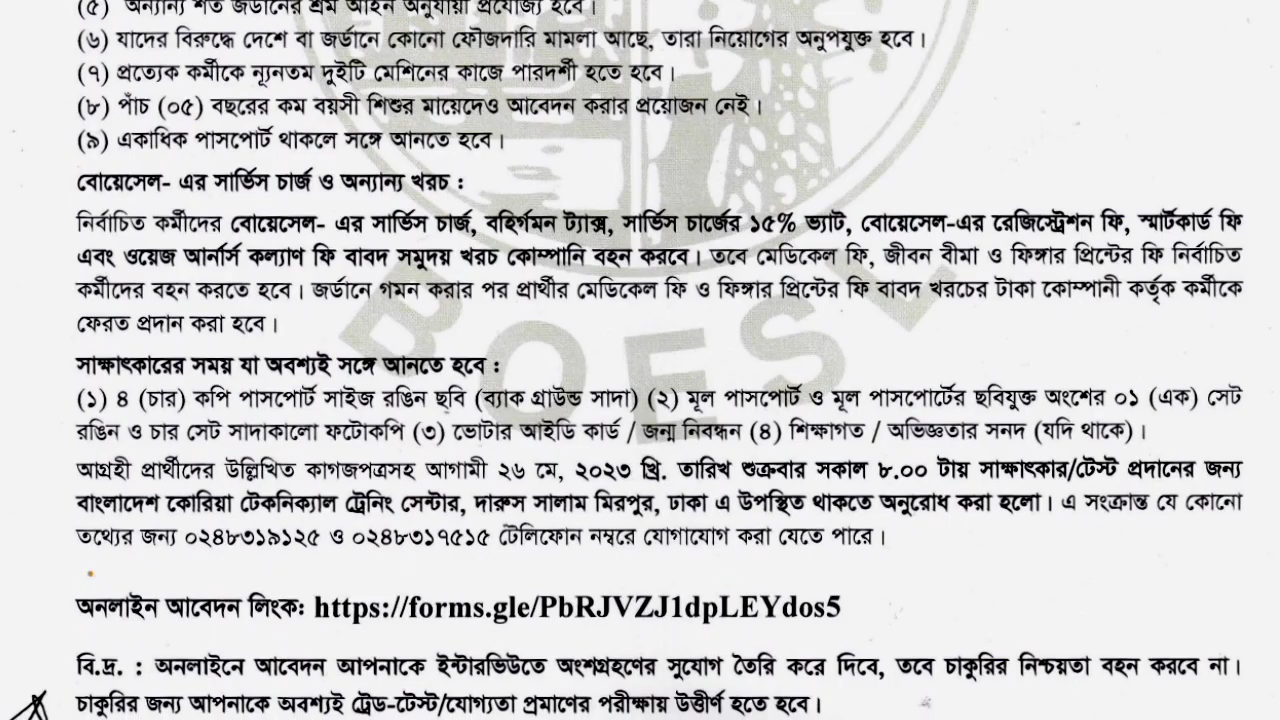 (৫) অন্যান্য শর্ত জর্ডানের শ্রম আইন অনুযায়ী প্রযোজ্য হবে।
(৬) যাদের বিরুদ্ধে দেশে বা জর্ডানে কোনো ফৌজদারি মামলা আছে, তারা নিয়োগের অনুপযুক্ত হবে।
(৭) প্রত্যেক কর্মীকে ন্যূনতম দুইটি মেশিনের কাজে পারদর্শী হতে হবে।
(৮) পাঁচ (০৫) বছরের কম বয়সী শিশুর মায়েদেও আবেদন করার প্রয়োজন নেই।
(৯) একাধিক পাসপোর্ট থাকলে সঙ্গে আনতে হবে।
বোয়েসেল- এর সার্ভিস চার্জ ও অন্যান্য খরচ :
নির্বাচিত কর্মীদের বোয়েসেল- এর সার্ভিস চার্জ, বহির্গমন ট্যাক্স, সার্ভিস চার্জের ১৫% ভ্যাট, বোয়েসেল-এর রেজিস্ট্রেশন ফি, স্মার্টকার্ড ফি
এবং ওয়েজ আর্নার্স কল্যাণ ফি বাবদ সমুদয় খরচ কোম্পানি বহন করবে। তবে মেডিকেল ফি, জীবন বীমা ও ফিঙ্গার প্রিন্টের ফি নির্বাচিত
কর্মীদের বহন করতে হবে। জর্ডানে গমন করার পর প্রার্থীর মেডিকেল ফি ও ফিঙ্গার প্রিন্টের ফি বাবদ খরচের টাকা কোম্পানী কর্তৃক কর্মীকে
ফেরত প্রদান করা হবে।
সাক্ষাৎকারের সময় যা অবশ্যই সঙ্গে আনতে হবে :
(১) ৪ (চার) কপি পাসপোর্ট সাইজ রঙিন ছবি (ব্যাক গ্রাউন্ড সাদা) (২) মূল পাসপোর্ট ও মূল পাসপোর্টের ছবিযুক্ত অংশের ০১ (এক) সেট
রঙিন ও চার সেট সাদাকালো ফটোকপি (৩) ভোটার আইডি কার্ড / জন্ম নিবন্ধন (৪) শিক্ষাগত / অভিজ্ঞতার সনদ (যদি থাকে)।
আগ্রহী প্রার্থীদের উল্লিখিত কাগজপত্রসহ আগামী ২৬ মে, ২০২৩ খ্রি. তারিখ শুক্রবার সকাল ৮.০০ টায় সাক্ষাৎকার/টেস্ট প্রদানের জন্য
বাংলাদেশ কোরিয়া টেকনিক্যাল ট্রেনিং সেন্টার, দারুস সালাম মিরপুর, ঢাকা এ উপস্থিত থাকতে অনুরোধ করা হলো। এ সংক্রান্ত যে কোনো
তথ্যের জন্য ০২৪৮৩১৯১২৫ ও ০২৪৮৩১৭৫১৫ টেলিফোন নম্বরে যোগাযোগ করা যেতে পারে।
অনলাইন আবেদন লিংক: https://forms.gle/PbRJVZJ1dpLEYdos5
বি.দ্র. : অনলাইনে আবেদন আপনাকে ইন্টারভিউতে অংশগ্রহণের সুযোগ তৈরি করে দিবে, তবে চাকুরির নিশ্চয়তা বহন করবে না।
চাকুরির জন্য আপনাকে অবশ্যই ট্রেড-টেস্ট/যোগ্যতা প্রমাণের পরীক্ষায় উত্তীর্ণ হতে হবে।
BOESL